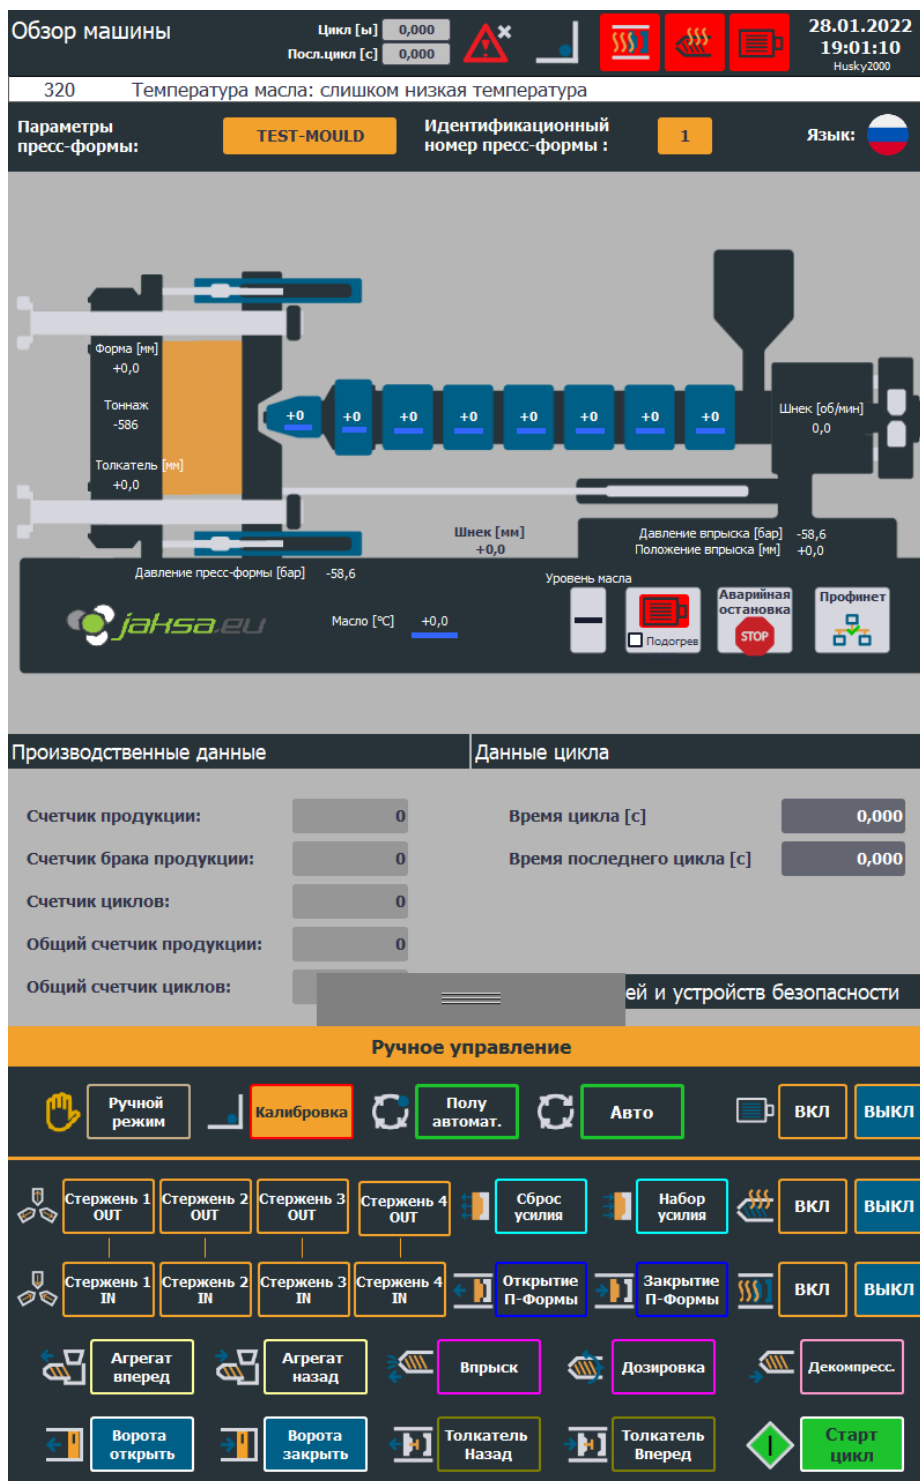 Обзор машины
Цикл [ы] 0,000
Посл.цикл [с] 0,000
28.01.2022
19:01:10
Husky2000
320 Температура масла: слишком низкая температура
Параметры
пресс-формы:
TEST-MOULD
Идентификационный
номер пресс-формы :
1
Язык:
Форма [мм]
+0,0
Тоннаж
-586
Толкатель [мм]
+0,0
+0 +0 +0 +0 +0 +0 +0 +0
Шнек [об/мин]
0,0
Шнек [мм]
+0,0
Давление впрыска [бар] -58,6
Положение впрыска [мм] +0,0
Давление пресс-формы [бар] -58,6
jaksa.eu
Масло [°C] +0,0
Уровень масла
Подогрев
Аварийная
остановка
STOP
Профинет
Производственные данные
Данные цикла
Счетчик продукции: 0
Счетчик брака продукции: 0
Счетчик циклов: 0
Общий счетчик продукции: 0
Общий счетчик циклов:
Время цикла [с] 0,000
Время последнего цикла [с] 0,000
ей и устройств безопасности
Ручное управление
Ручной
режим
Калибровка
Полу
автомат.
Авто
ВКЛ
ВЫКЛ
Стержень 1
OUT
Стержень 2
OUT
Стержень 3
OUT
Стержень 4
OUT
Сброс
усилия
Набор
усилия
ВКЛ
ВЫКЛ
Стержень 1
IN
Стержень 2
IN
Стержень 3
IN
Стержень 4
IN
Открытие
П-Формы
Закрытие
П-Формы
ВКЛ
ВЫКЛ
Агрегат
вперед
Агрегат
назад
Впрыск
Дозировка
Декомпресс.
Ворота
открыть
Ворота
закрыть
Толкатель
Назад
Толкатель
Вперед
Старт
цикл